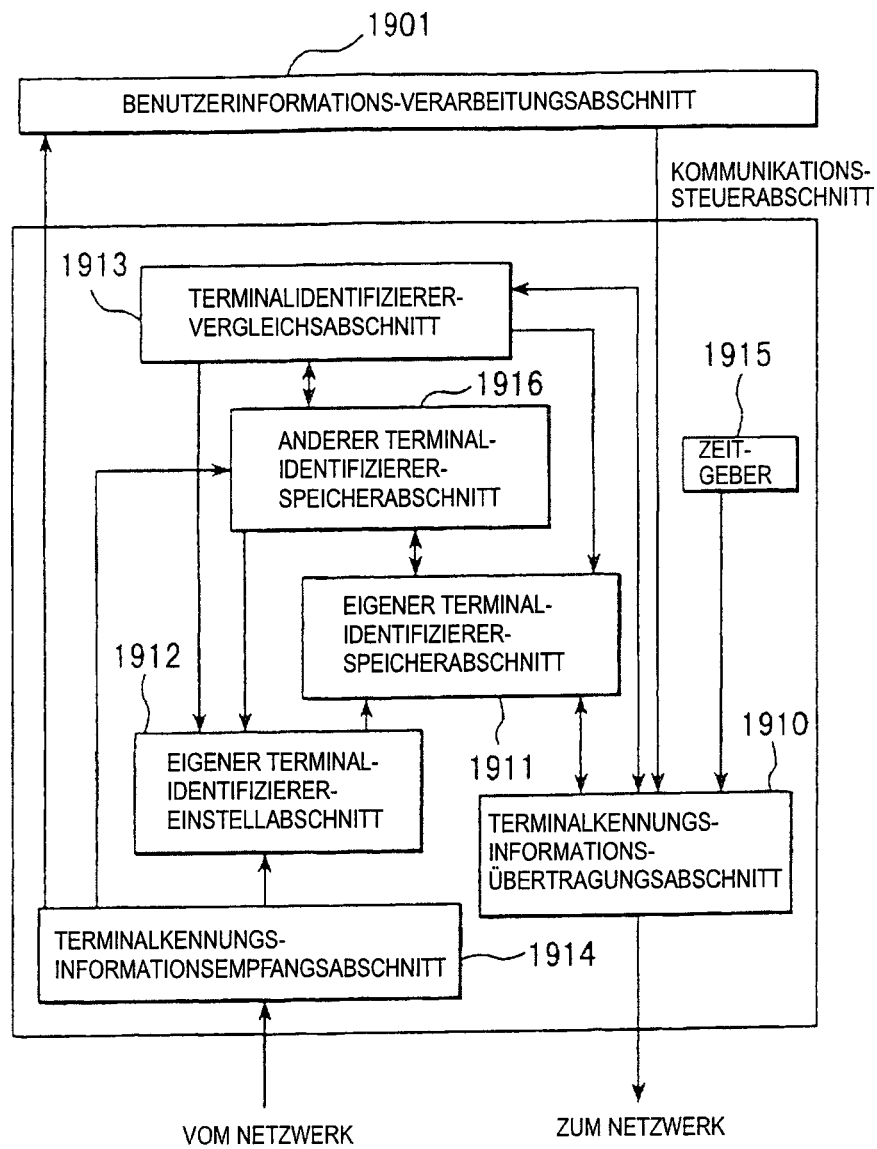 1901
BENUTZERINFORMATIONS-VERARBEITUNGSABSCHNITT
KOMMUNIKATIONS-
STEUERABSCHNITT
1913
TERMINALIDENTIFIZIERER-
VERGLEICHSABSCHNITT
1916
1915
ANDERER TERMINAL-
IDENTIFIZIERER-
SPEICHERABSCHNITT
ZEIT-
GEBER
EIGENER TERMINAL-
IDENTIFIZIERER-
SPEICHERABSCHNITT
1912
1911
1910
EIGENER TERMINAL-
IDENTIFIZIERER-
EINSTELLABSCHNITT
TERMINALKENNUNGS-
INFORMATIONS-
ÜBERTRAGUNGSABSCHNITT
TERMINALKENNUNGS-
INFORMATIONSEMPFANGSABSCHNITT
1914
VOM NETZWERK
ZUM NETZWERK